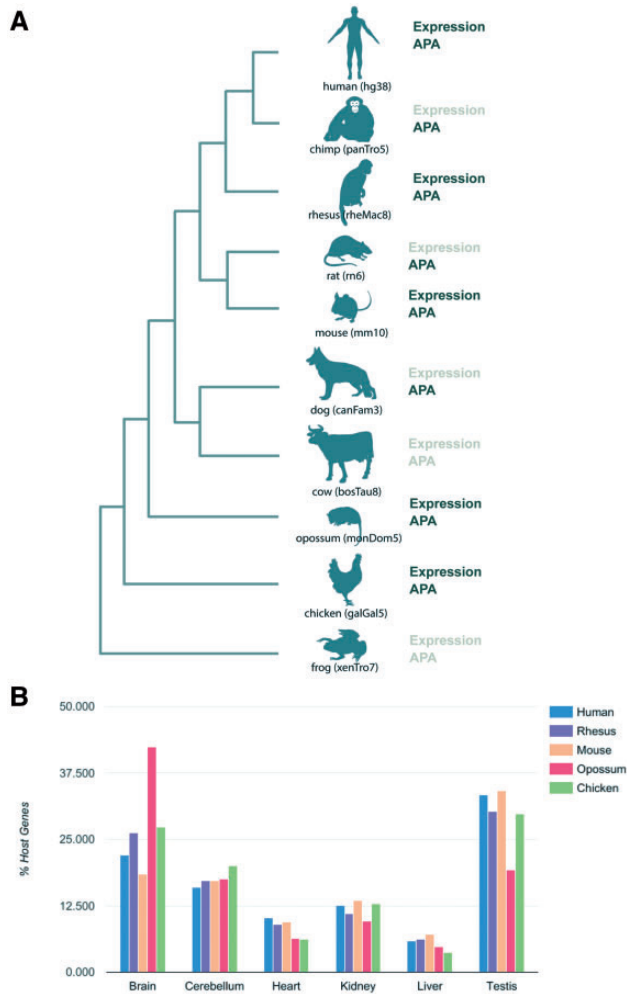 A
Expression
APA
human (hg38)
Expression
APA
chimp (panTro5)
Expression
APA
rhesus (rheMac8)
Expression
APA
rat (rn6)
Expression
APA
mouse (mm10)
Expression
APA
dog (canFam3)
Expression
APA
cow (bosTau8)
Expression
APA
opossum (monDom5)
Expression
APA
chicken (galGal5)
Expression
APA
frog (xenTro7)
B
50.000
37.500
25.000
12.500
0.000
% Host Genes
Human
Rhesus
Mouse
Opossum
Chicken
Brain Cerebellum Heart Kidney Liver Testis